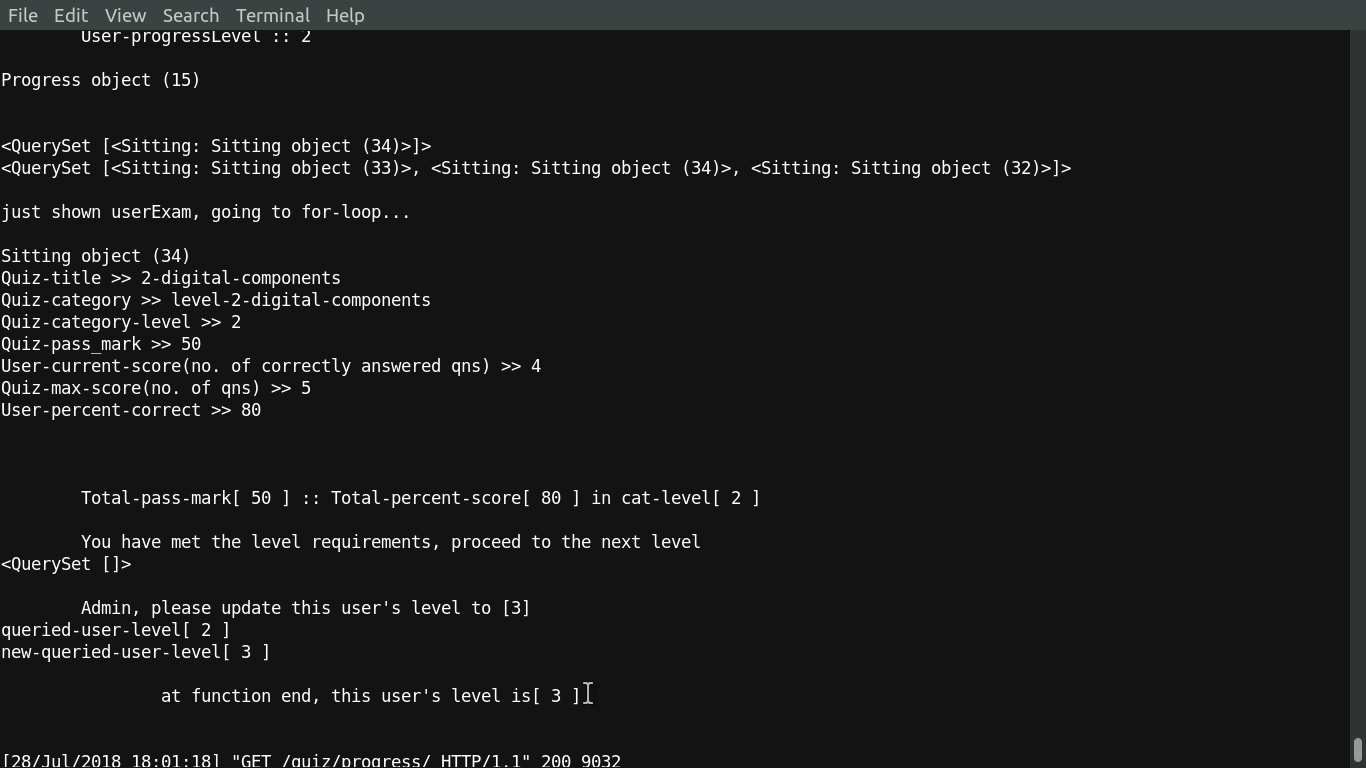 File Edit View Search Terminal Help
User-progressLevel :: 2
Progress object (15)
<QuerySet [<Sitting: Sitting object (34)>]>
<QuerySet [<Sitting: Sitting object (33)>, <Sitting: Sitting object (34)>, <Sitting: Sitting object (32)>]>
just shown userExam, going to for-loop...
Sitting object (34)
Quiz-title >> 2-digital-components
Quiz-category >> level-2-digital-components
Quiz-category-level >> 2
Quiz-pass_mark >> 50
User-current-score(no. of correctly answered qns) >> 4
Quiz-max-score(no. of qns) >> 5
User-percent-correct >> 80
Total-pass-mark[ 50 ] :: Total-percent-score[ 80 ] in cat-level[ 2 ]
You have met the level requirements, proceed to the next level
<QuerySet []>
Admin, please update this user's level to [3]
queried-user-level[ 2 ]
new-queried-user-level[ 3 ]
at function end, this user's level is[ 3 ]
[28/Jul/2018 18:01:18] "GET /quiz/progress/ HTTP/1.1" 200 9032